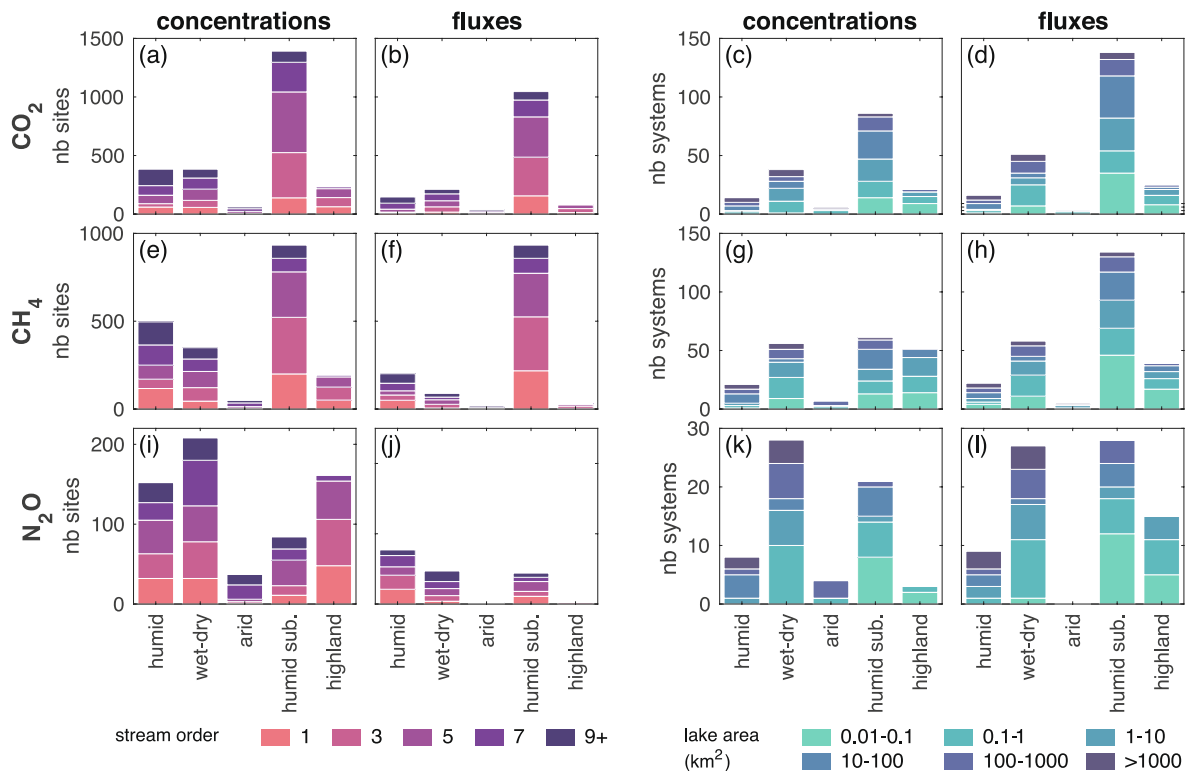 concentrations fluxes concentrations fluxes
CO2 nb sites
1500
1000
500
0
(a) (b)
nb systems
150
100
50
0
(c) (d)
CH4 nb sites
1000
500
0
(e) (f)
nb systems
150
100
50
0
(g) (h)
N2O nb sites
200
100
0
(i) (j)
nb systems
30
20
10
0
(k) (l)
humid wet-dry arid humid sub. highland humid wet-dry arid humid sub. highland humid wet-dry arid humid sub. highland humid wet-dry arid humid sub. highland
stream order 1 3 5 7 9+
lake area 0.01-0.1 0.1-1 1-10
(km2) 10-100 100-1000 >1000